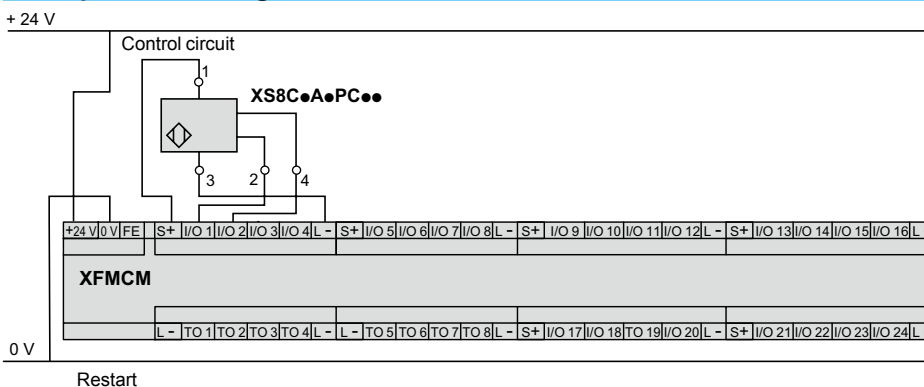 + 24 V
Control circuit
1
XS8C●A●PC●●
3 2 4
+24 V 0 V FE S+ I/O 1 I/O 2 I/O 3 I/O 4 L - S+ I/O 5 I/O 6 I/O 7 I/O 8 L - S+ I/O 9 I/O 10 I/O 11 I/O 12 L - S+ I/O 13 I/O 14 I/O 15 I/O 16 L
XFMCM
L - TO 1 TO 2 TO 3 TO 4 L - L - TO 5 TO 6 TO 7 TO 8 L - S+ I/O 17 I/O 18 TO 19 I/O 20 L - S+ I/O 21 I/O 22 I/O 23 I/O 24 L
0 V
Restart